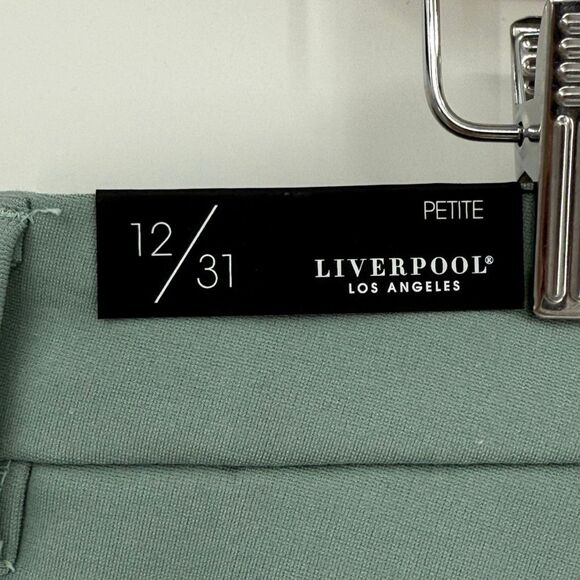 12/31
PETITE
LIVERPOOL®
LOS ANGELES